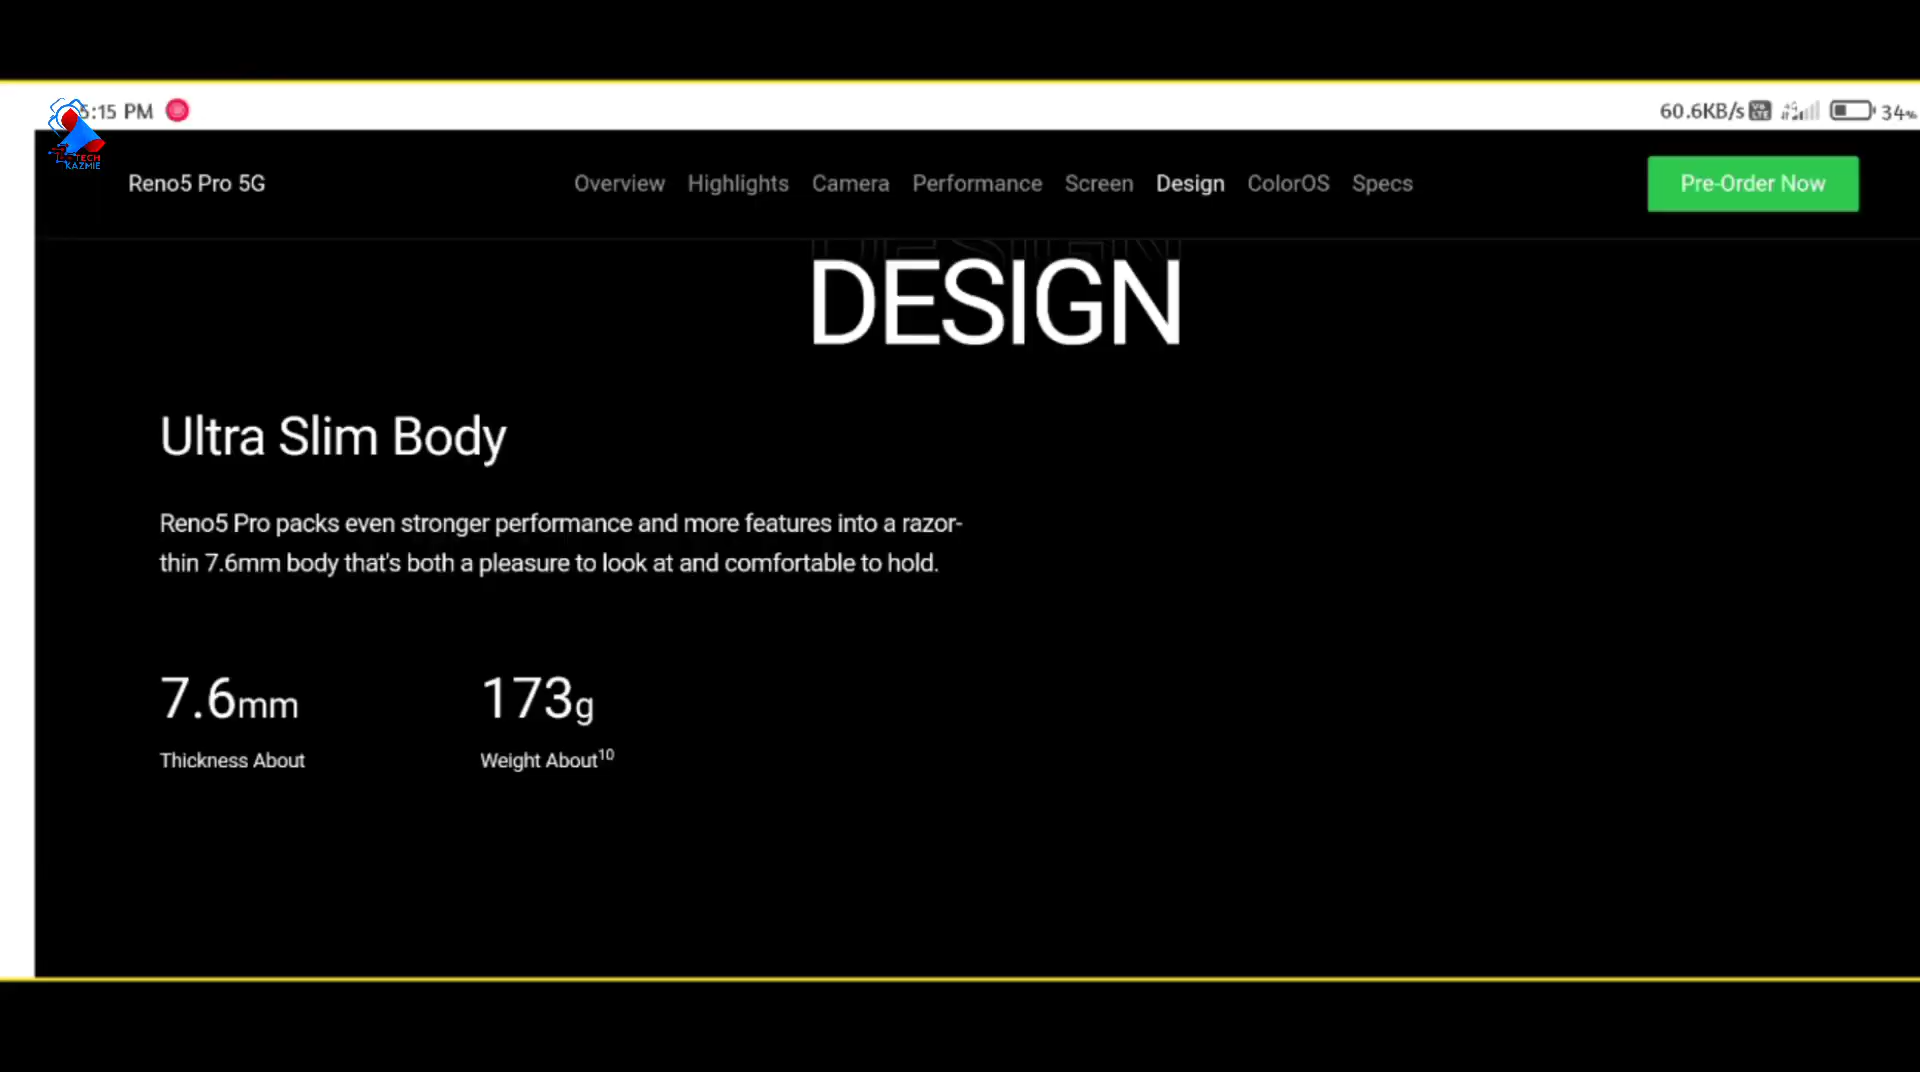 5:15 PM
60.6KB/s
34%
TECH
KAZMIE
Reno5 Pro 5G
Overview Highlights Camera Performance Screen Design ColorOS Specs
Pre-Order Now
DESIGN
Ultra Slim Body
Reno5 Pro packs even stronger performance and more features into a razor-
thin 7.6mm body that's both a pleasure to look at and comfortable to hold.
7.6mm 173g
Thickness About Weight About10